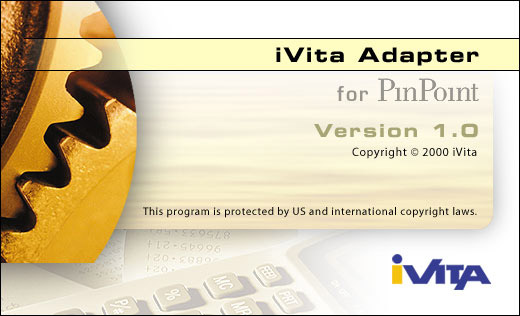 iVita Adapter
for PinPoint
Version 1.0
Copyright © 2000 iVita
This program is protected by US and international copyright laws.
iVITA
%